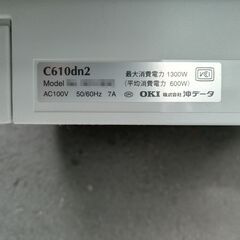 C610dn2
Model
AC100V 50/60Hz 7A
最大消費電力 1300W
(平均消費電力 600W)
OKI 株式会社 沖データ